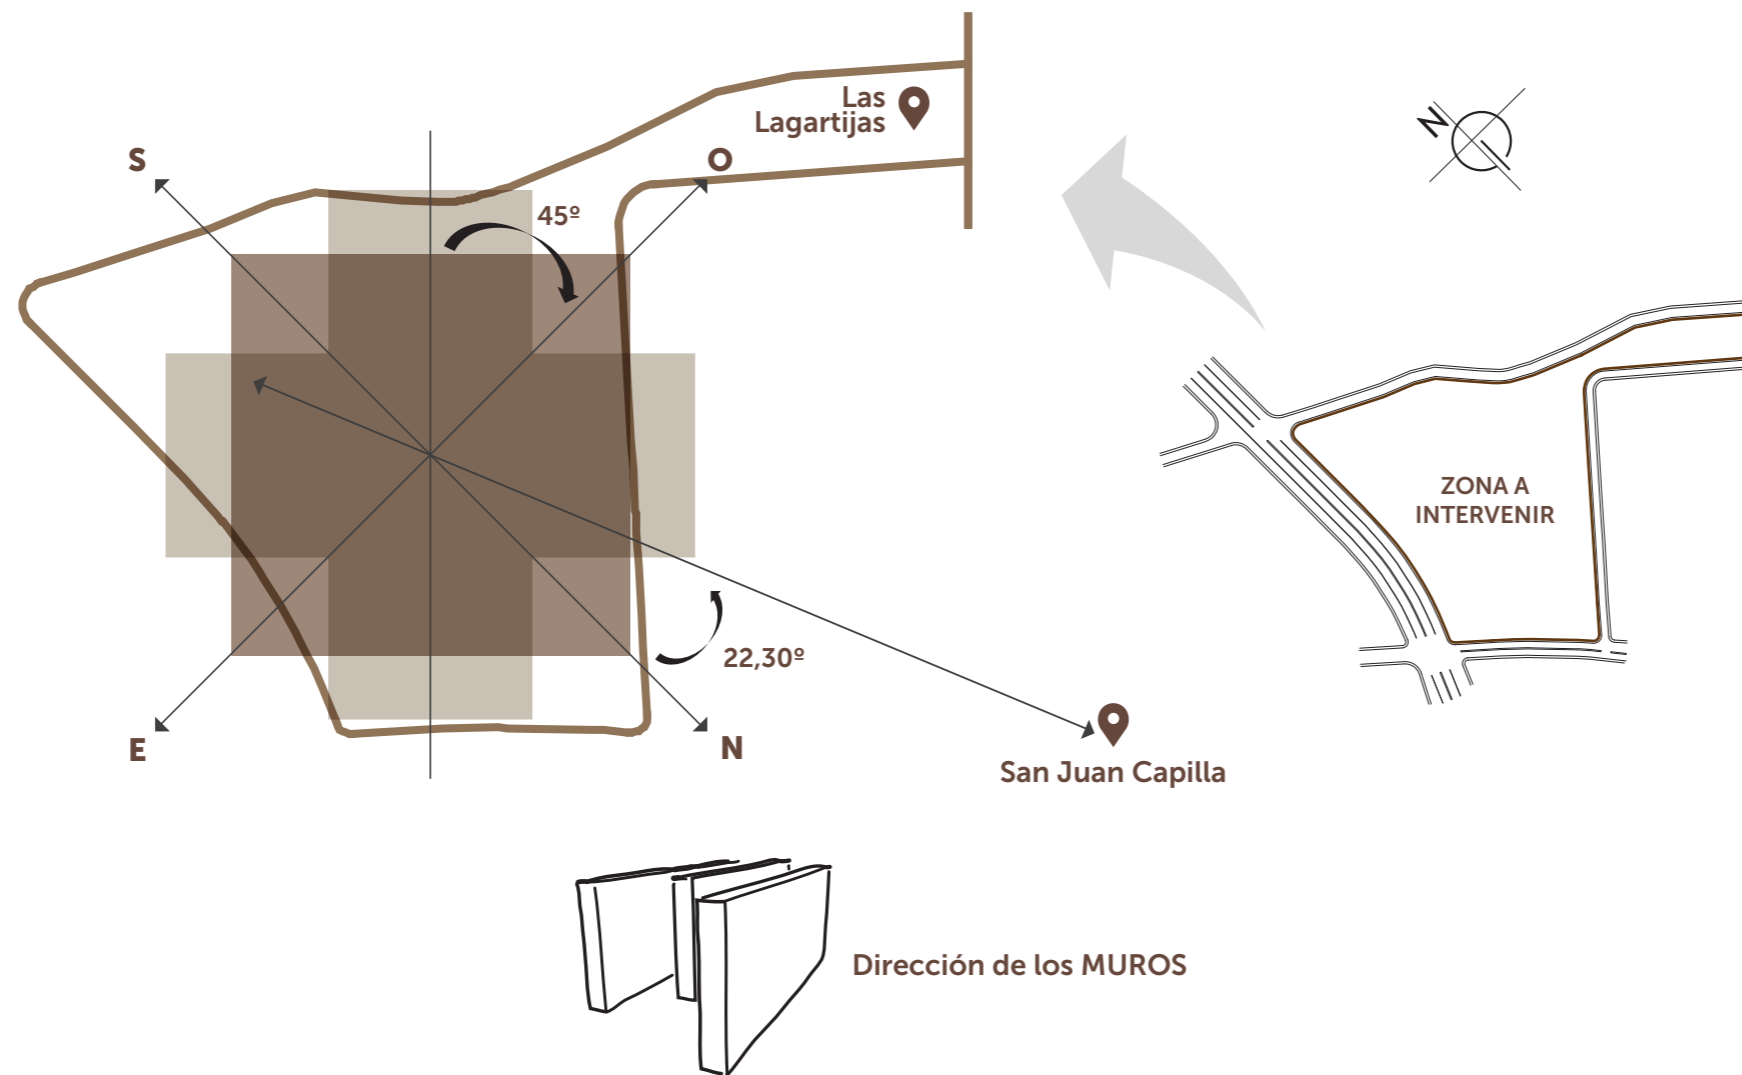 Las
Lagartijas
S
O
45º
N
ZONA A
INTERVENIR
22,30º
E
N
San Juan Capilla
Dirección de los MUROS